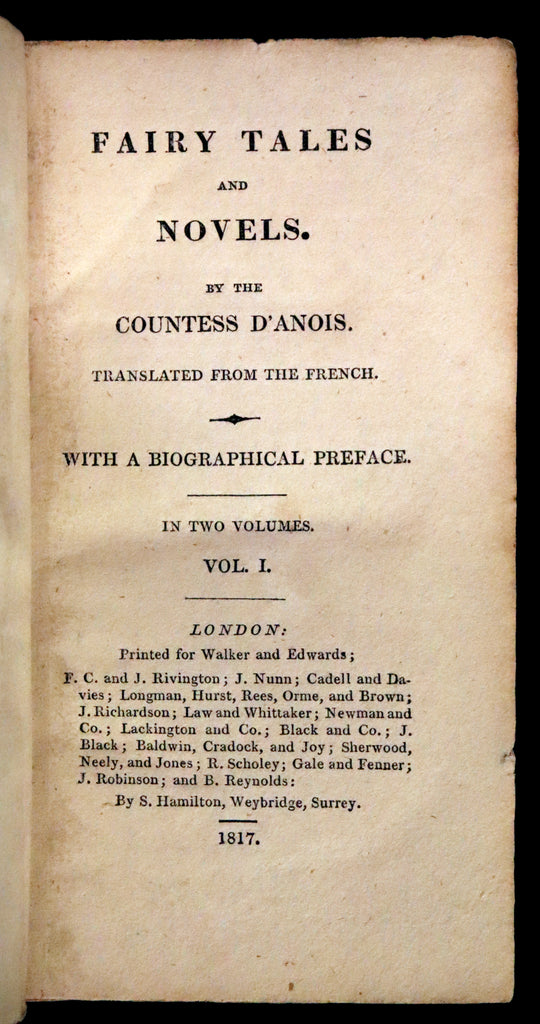 FAIRY TALES
AND
NOVELS.
BY THE
COUNTESS D'ANOIS.
TRANSLATED FROM THE FRENCH.
WITH A BIOGRAPHICAL PREFACE.
IN TWO VOLUMES.
VOL. I.
LONDON:
Printed for Walker and Edwards;
F. C. and J. Rivington; J. Nunn; Cadell and Da-
vies; Longman, Hurst, Rees, Orme, and Brown;
J. Richardson; Law and Whittaker; Newman and
Co.; Lackington and Co.; Black and Co.; J.
Black; Baldwin, Cradock, and Joy; Sherwood,
Neely, and Jones; R. Scholey; Gale and Fenner;
J. Robinson; and B. Reynolds:
By S. Hamilton, Weybridge, Surrey.
1817.